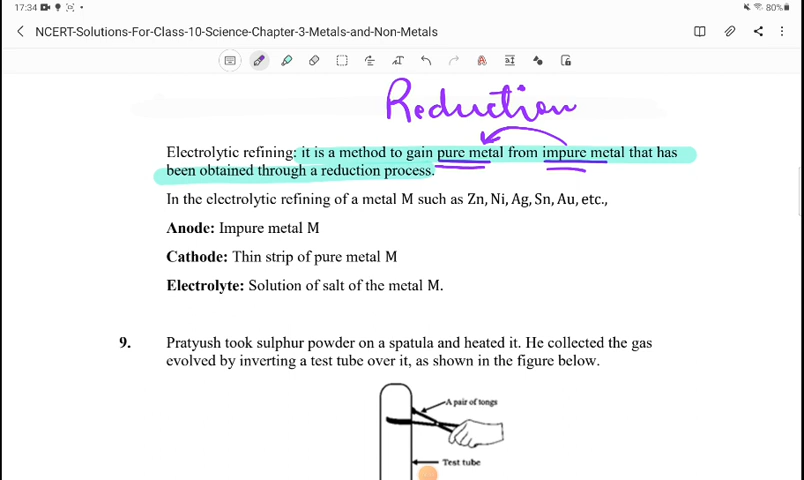 17:34
80%
NCERT-Solutions-For-Class-10-Science-Chapter-3-Metals-and-Non-Metals
Reduction
Electrolytic refining: it is a method to gain pure metal from impure metal that has
been obtained through a reduction process.
In the electrolytic refining of a metal M such as Zn, Ni, Ag, Sn, Au, etc.,
Anode: Impure metal M
Cathode: Thin strip of pure metal M
Electrolyte: Solution of salt of the metal M.
9. Pratyush took sulphur powder on a spatula and heated it. He collected the gas
evolved by inverting a test tube over it, as shown in the figure below.
A pair of tongs
Test tube